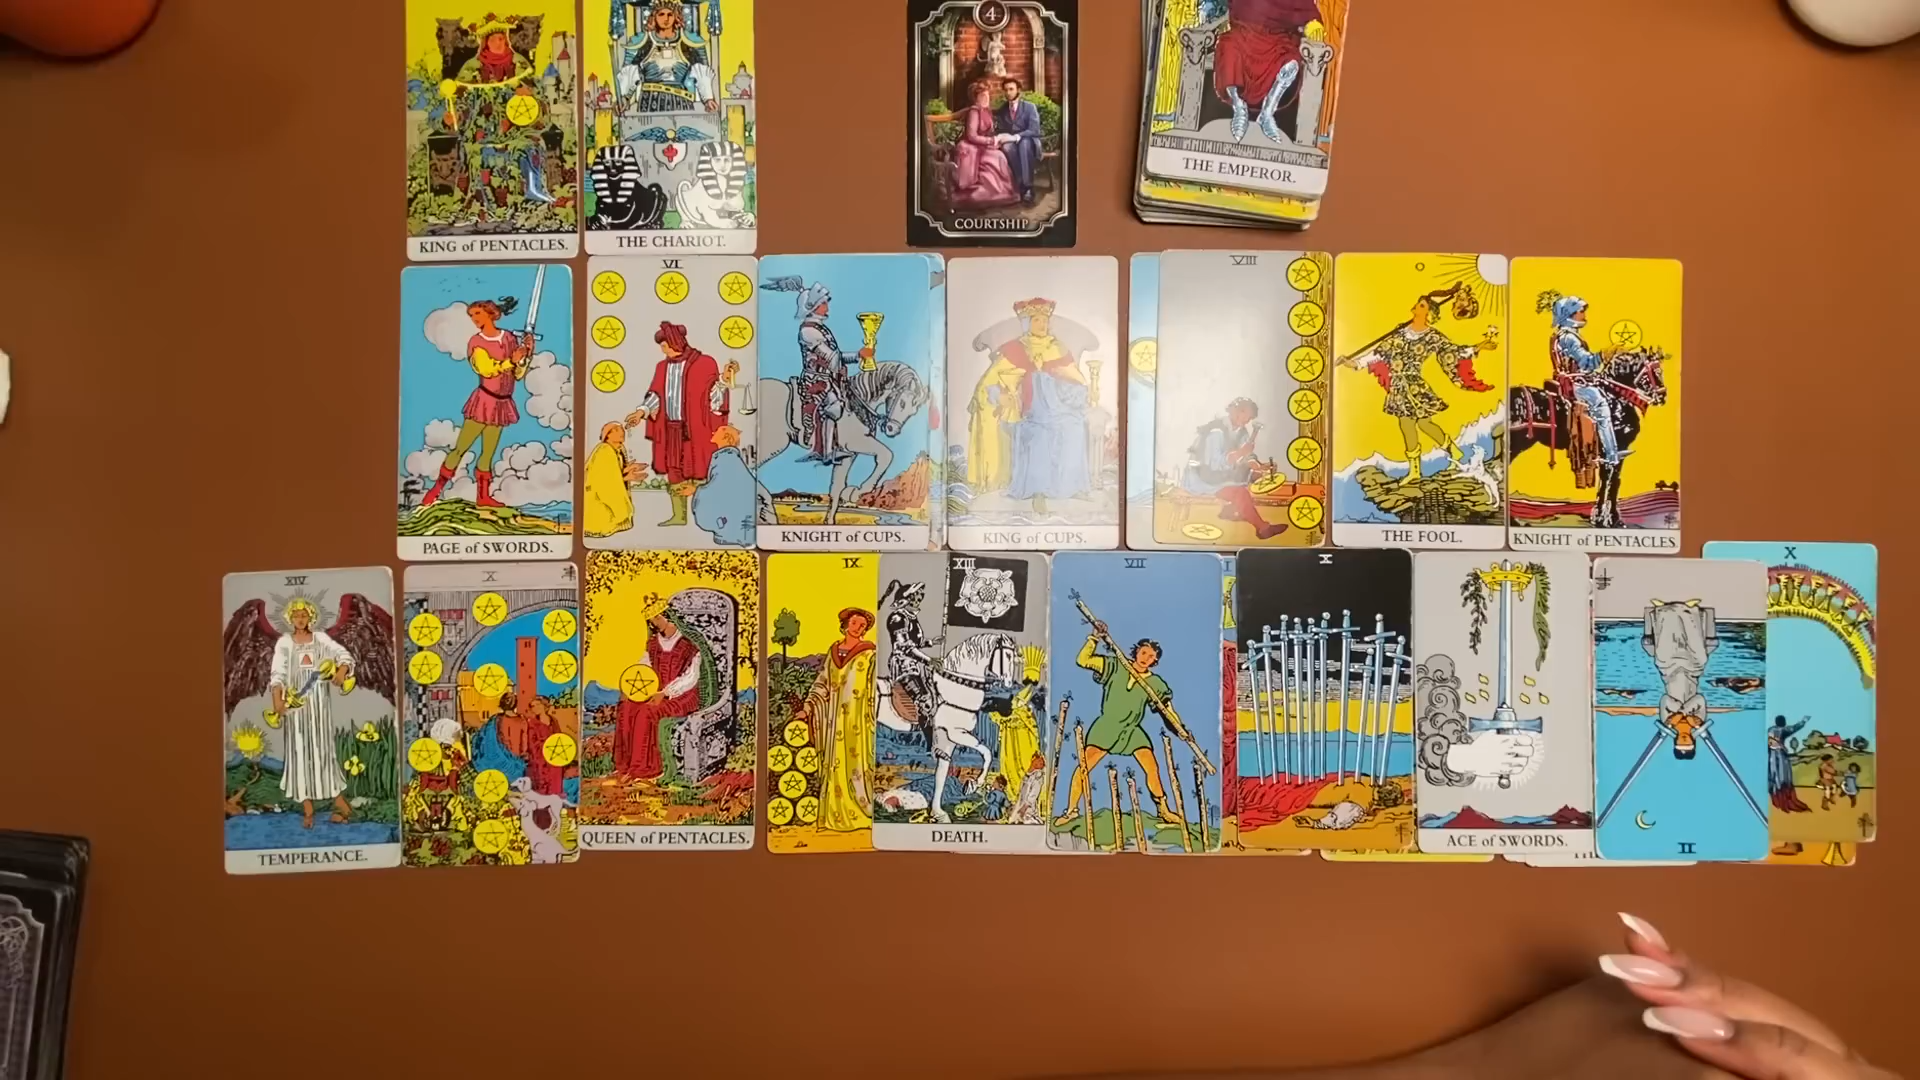 KING of PENTACLES.
THE CHARIOT.
4
COURTSHIP
THE EMPEROR.
PAGE of SWORDS.
VI
KNIGHT of CUPS.
KING of CUPS.
VIII
THE FOOL.
KNIGHT of PENTACLES
XIV
TEMPERANCE.
X
QUEEN of PENTACLES.
IX
XIII
DEATH.
VII
X
ACE of SWORDS.
II
X